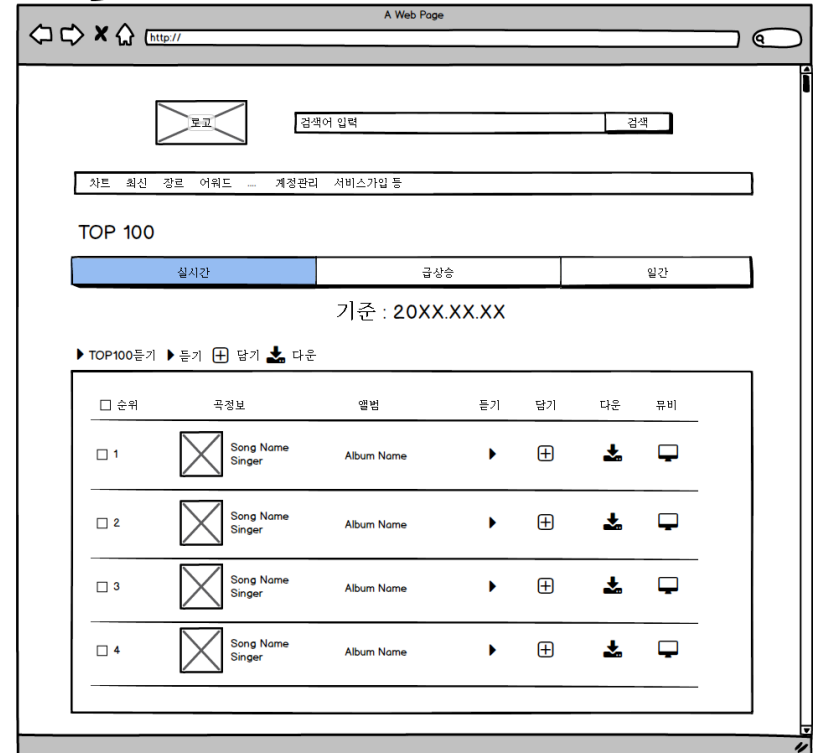 A Web Page
http://
로고
검색어 입력
검색
차트 최신 장르 어워드 .... 계정관리 서비스가입 등
TOP 100
실시간 급상승 일간
기준 : 20XX.XX.XX
TOP100듣기 듣기 담기 다운
순위 곡정보 앨범 듣기 담기 다운 뮤비
1 Song Name
Singer Album Name
2 Song Name
Singer Album Name
3 Song Name
Singer Album Name
4 Song Name
Singer Album Name